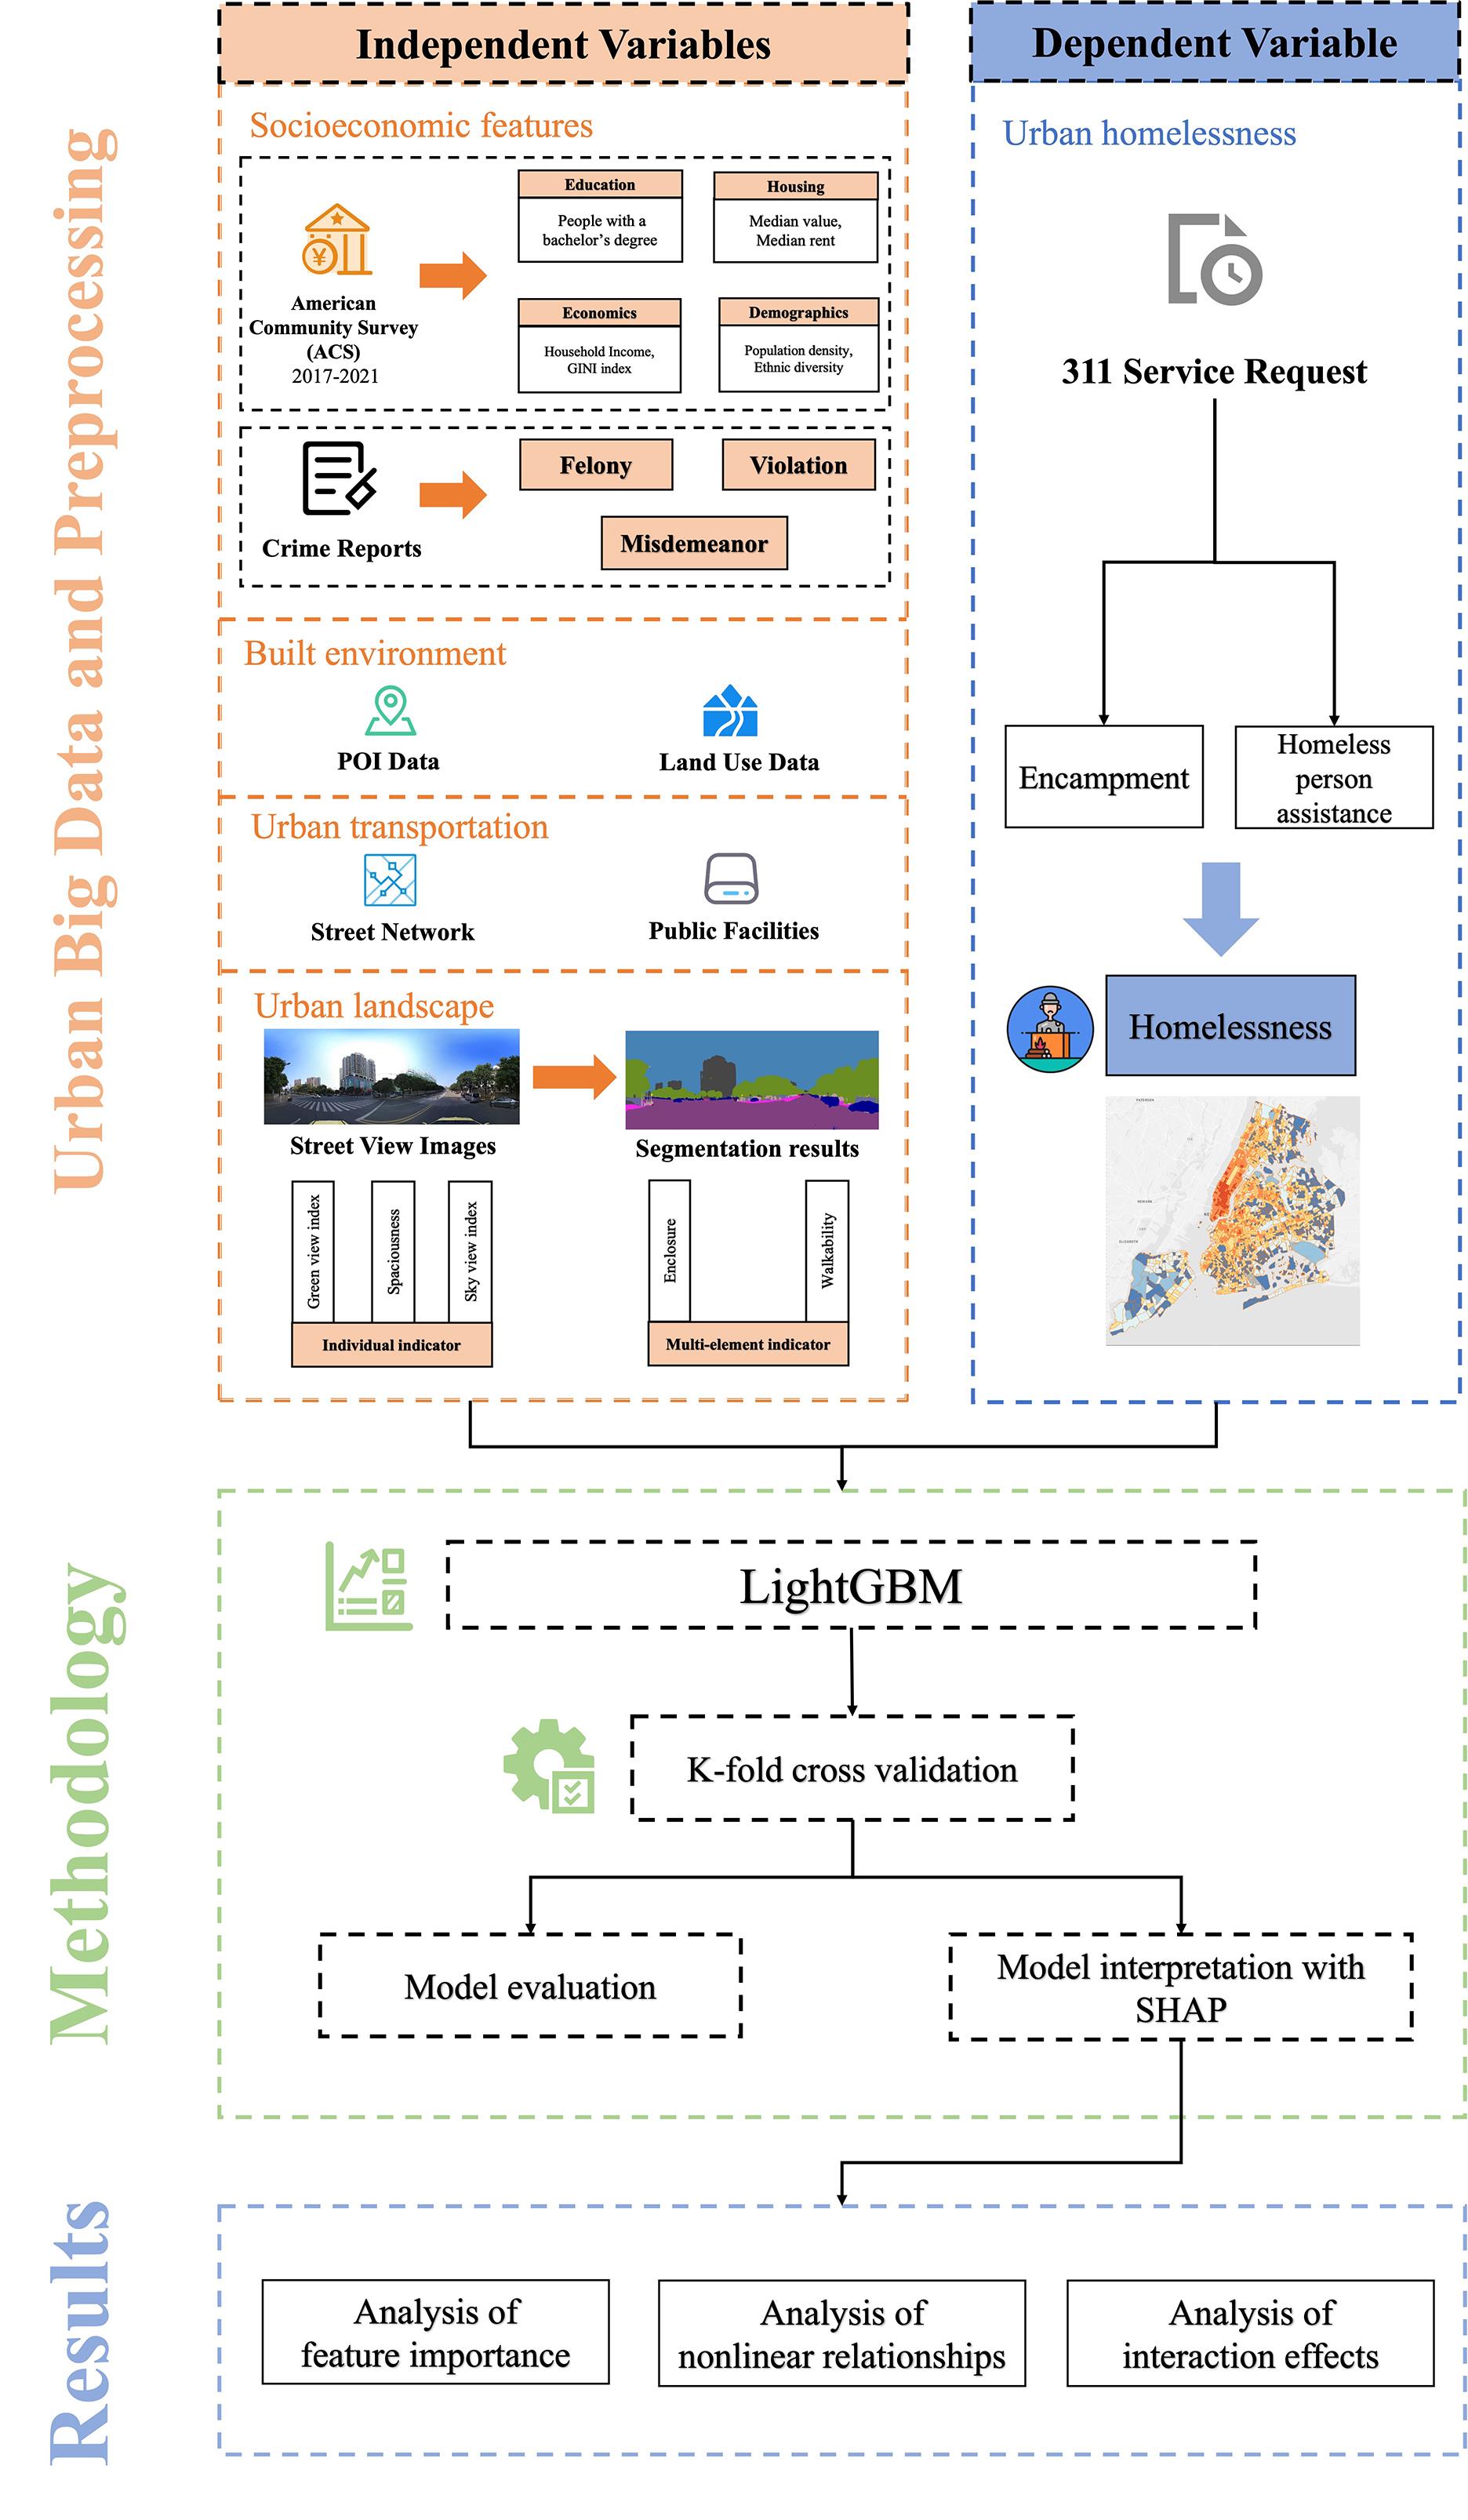 Urban Big Data and Preprocessing
Independent Variables
Socioeconomic features
American
Community Survey
(ACS)
2017-2021
Education
People with a
bachelor's degree
Housing
Median value,
Median rent
Economics
Household Income,
GINI index
Demographics
Population density,
Ethnic diversity
Crime Reports
Felony
Violation
Misdemeanor
Built environment
POI Data
Land Use Data
Urban transportation
Street Network
Public Facilities
Urban landscape
Street View Images
Segmentation results
Green view index
Spaciousness
Sky view index
Individual indicator
Enclosure
Walkability
Multi-element indicator
Dependent Variable
Urban homelessness
311 Service Request
Encampment
Homeless
person
assistance
Homelessness
Methodology
LightGBM
K-fold cross validation
Model evaluation
Model interpretation with
SHAP
Results
Analysis of
feature importance
Analysis of
nonlinear relationships
Analysis of
interaction effects